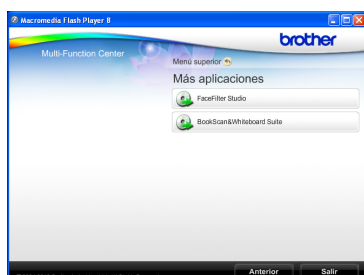 Macromedia Flash Player 8
brother
Multi-Function Center
Menú superior
Más aplicaciones
FaceFilter Studio
BookScan&Whiteboard Suite
Anterior
Salir